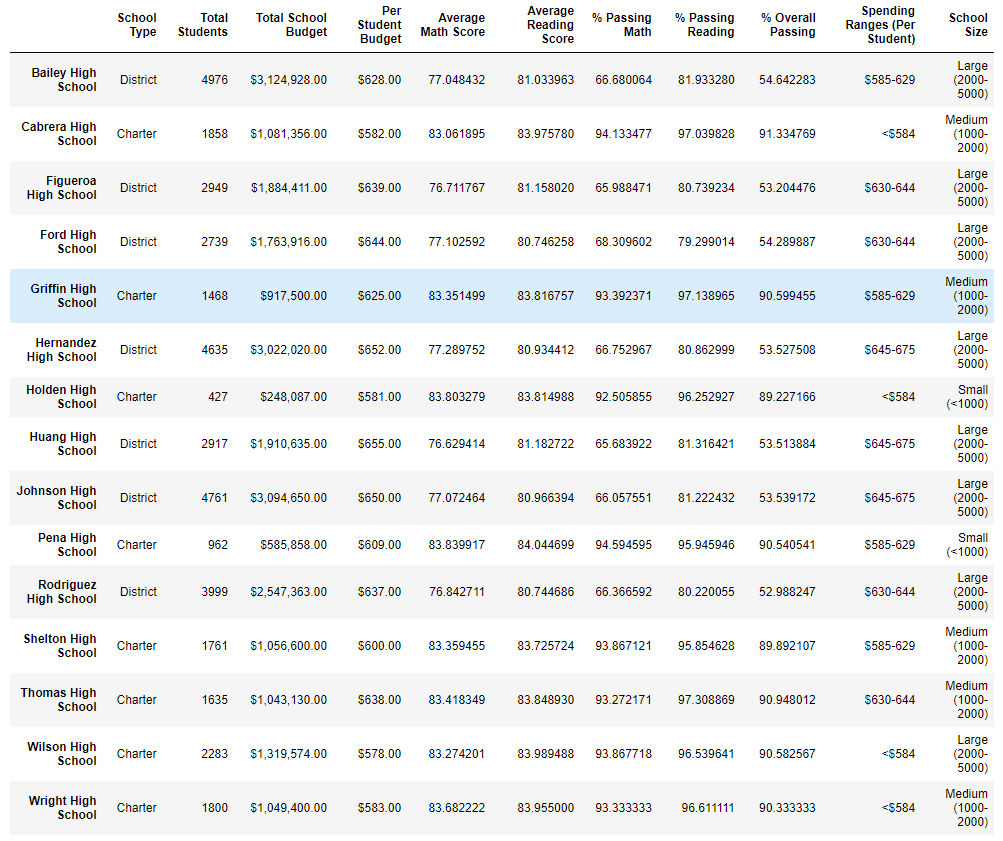 School Type Total Students Total School Budget Per Student Budget Average Math Score Average Reading Score % Passing Math % Passing Reading % Overall Passing Spending Ranges (Per Student) School Size
Bailey High School District 4976 $3,124,928.00 $628.00 77.048432 81.033963 66.680064 81.933280 54.642283 $585-629 Large (2000-5000)
Cabrera High School Charter 1858 $1,081,356.00 $582.00 83.061895 83.975780 94.133477 97.039828 91.334769 <$584 Medium (1000-2000)
Figueroa High School District 2949 $1,884,411.00 $639.00 76.711767 81.158020 65.988471 80.739234 53.204476 $630-644 Large (2000-5000)
Ford High School District 2739 $1,763,916.00 $644.00 77.102592 80.746258 68.309602 79.299014 54.289887 $630-644 Large (2000-5000)
Griffin High School Charter 1468 $917,500.00 $625.00 83.351499 83.816757 93.392371 97.138965 90.599455 $585-629 Medium (1000-2000)
Hernandez High School District 4635 $3,022,020.00 $652.00 77.289752 80.934412 66.752967 80.862999 53.527508 $645-675 Large (2000-5000)
Holden High School Charter 427 $248,087.00 $581.00 83.803279 83.814988 92.505855 96.252927 89.227166 <$584 Small (<1000)
Huang High School District 2917 $1,910,635.00 $655.00 76.629414 81.182722 65.683922 81.316421 53.513884 $645-675 Large (2000-5000)
Johnson High School District 4761 $3,094,650.00 $650.00 77.072464 80.966394 66.057551 81.222432 53.539172 $645-675 Large (2000-5000)
Pena High School Charter 962 $585,858.00 $609.00 83.839917 84.044699 94.594595 95.945946 90.540541 $585-629 Small (<1000)
Rodriguez High School District 3999 $2,547,363.00 $637.00 76.842711 80.744686 66.366592 80.220055 52.988247 $630-644 Large (2000-5000)
Shelton High School Charter 1761 $1,056,600.00 $600.00 83.359455 83.725724 93.867121 95.854628 89.892107 $585-629 Medium (1000-2000)
Thomas High School Charter 1635 $1,043,130.00 $638.00 83.418349 83.848930 93.272171 97.308869 90.948012 $630-644 Medium (1000-2000)
Wilson High School Charter 2283 $1,319,574.00 $578.00 83.274201 83.989488 93.867718 96.539641 90.582567 <$584 Large (2000-5000)
Wright High School Charter 1800 $1,049,400.00 $583.00 83.682222 83.955000 93.333333 96.611111 90.333333 <$584 Medium (1000-2000)